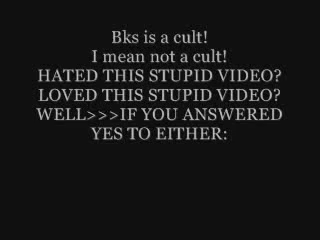 Bks is a cult!
I mean not a cult!
HATED THIS STUPID VIDEO?
LOVED THIS STUPID VIDEO?
WELL>>>IF YOU ANSWERED
YES TO EITHER: